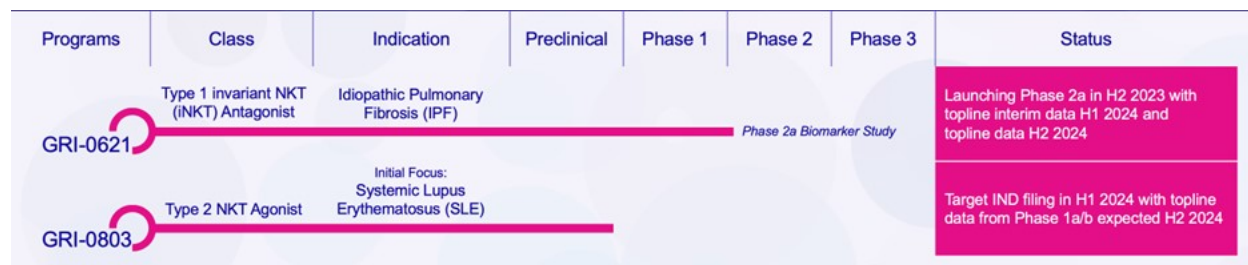 Programs Class Indication Preclinical Phase 1 Phase 2 Phase 3 Status
Type 1 invariant NKT
(iNKT) Antagonist
Idiopathic Pulmonary
Fibrosis (IPF)
GRI-0621
Phase 2a Biomarker Study
Launching Phase 2a in H2 2023 with
topline interim data H1 2024 and
topline data H2 2024
Type 2 NKT Agonist
Initial Focus:
Systemic Lupus
Erythematosus (SLE)
GRI-0803
Target IND filing in H1 2024 with topline
data from Phase 1a/b expected H2 2024